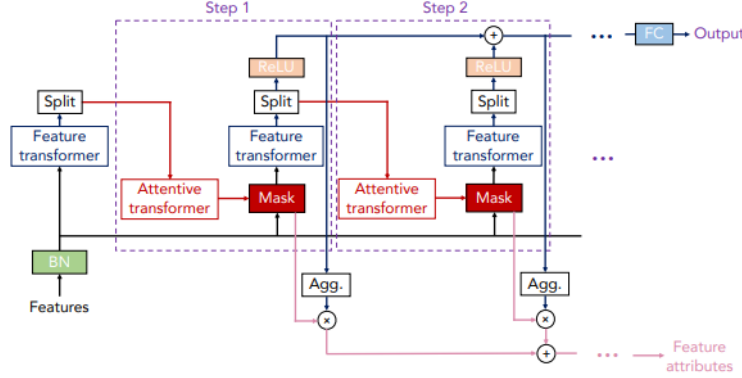 Step 1
Step 2
FC
Output
ReLU
ReLU
Split
Split
Split
Feature
transformer
Feature
transformer
Feature
transformer
Attentive
transformer
Mask
Attentive
transformer
Mask
BN
Features
Agg.
Agg.
Feature
attributes